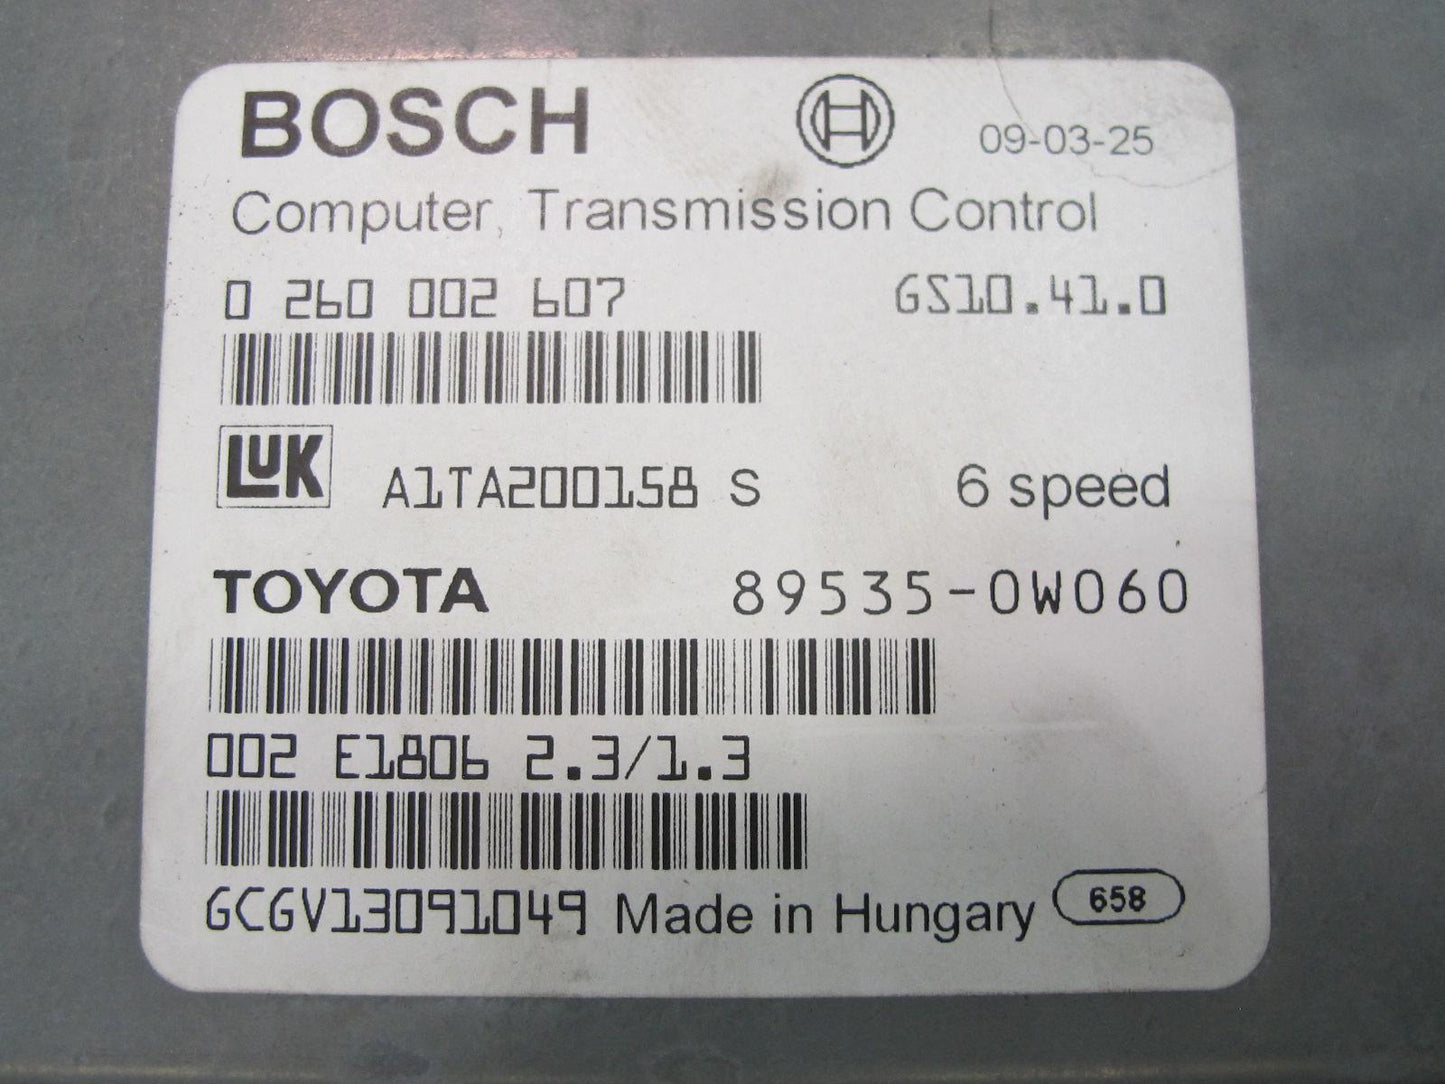 BOSCH 09-03-25
Computer, Transmission Control
0 260 002 607 GS10.41.0
LUK A1TA200158 S 6 speed
TOYOTA 89535-0W060
002 E1806 2.3/1.3
GCGV13091049 Made in Hungary 658